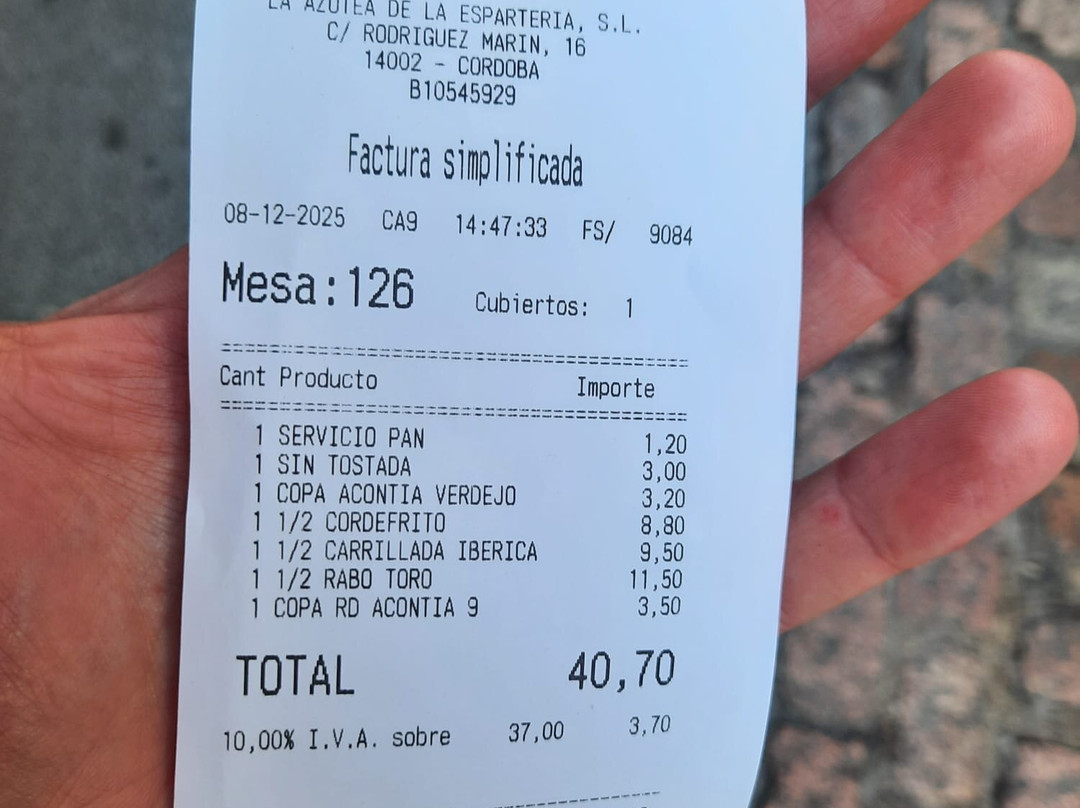 LA AZOTEA DE LA ESPARTERIA, S.L.
C/ RODRIGUEZ MARIN, 16
14002 - CORDOBA
B10545929
Factura simplificada
08-12-2025 CA9 14:47:33 FS/ 9084
Mesa:126 Cubiertos: 1
Cant Producto Importe
1 SERVICIO PAN 1,20
1 SIN TOSTADA 3,00
1 COPA ACONTIA VERDEJO 3,20
1 1/2 CORDEFRITO 8,80
1 1/2 CARRILLADA IBERICA 9,50
1 1/2 RABO TORO 11,50
1 COPA RD ACONTIA 9 3,50
TOTAL 40,70
10,00% I.V.A. sobre 37,00 3,70